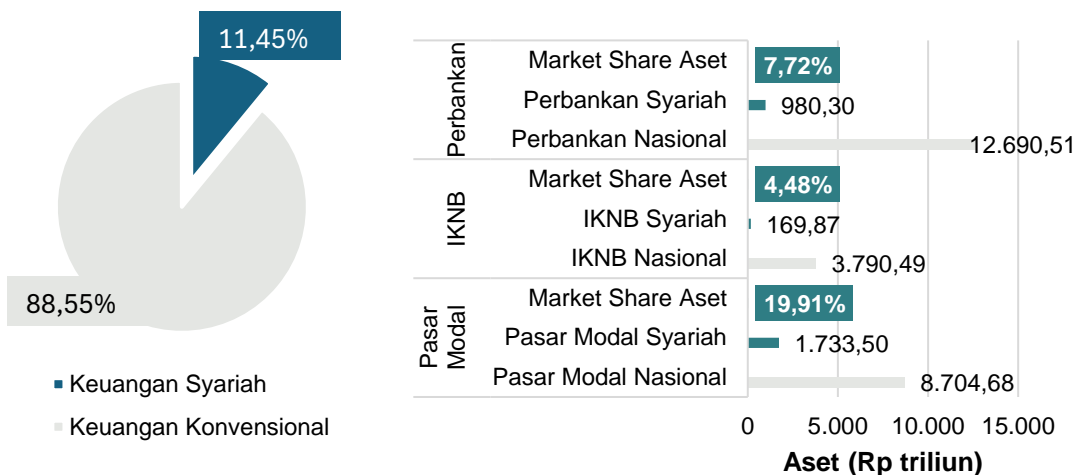 11,45%
88,55%
Keuangan Syariah
Keuangan Konvensional
Perbankan
Market Share Aset
7,72%
Perbankan Syariah
980,30
Perbankan Nasional
12.690,51
IKNB
Market Share Aset
4,48%
IKNB Syariah
169,87
IKNB Nasional
3.790,49
Pasar
Modal
Market Share Aset
19,91%
Pasar Modal Syariah
1.733,50
Pasar Modal Nasional
8.704,68
0
5.000
10.000
15.000
Aset (Rp triliun)